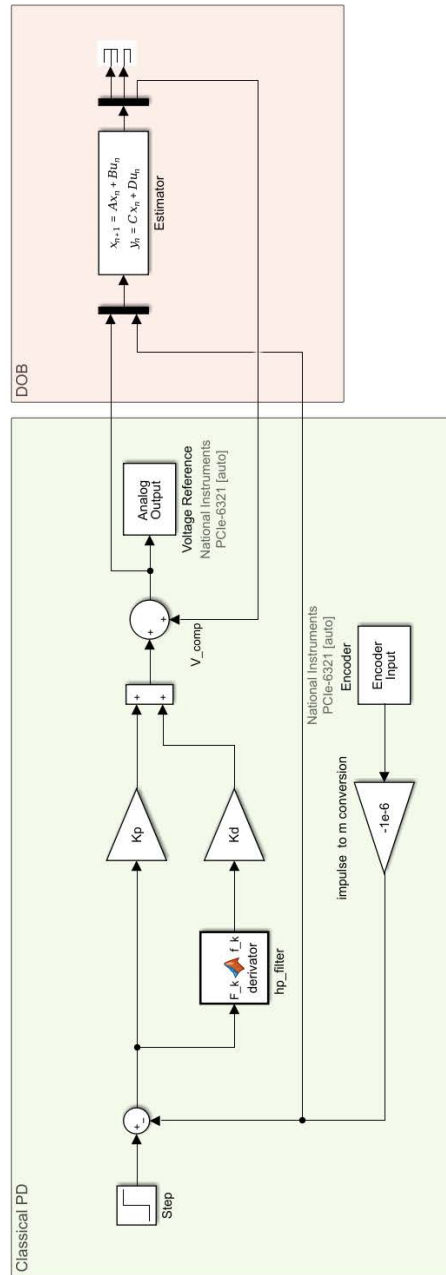 Classical PD
Step
+
-
F_k f_k
derivator
hp_filter
Kp
Kd
+
+
+
+
V_comp
Analog
Output
Voltage Reference
National Instruments
PCIe-6321 [auto]
National Instruments
PCIe-6321 [auto]
Encoder
Encoder
Input
impulse to m conversion
-1e-6
DOB
x_{n+1} = Ax_n + Bu_n
y_n = Cx_n + Du_n
Estimator